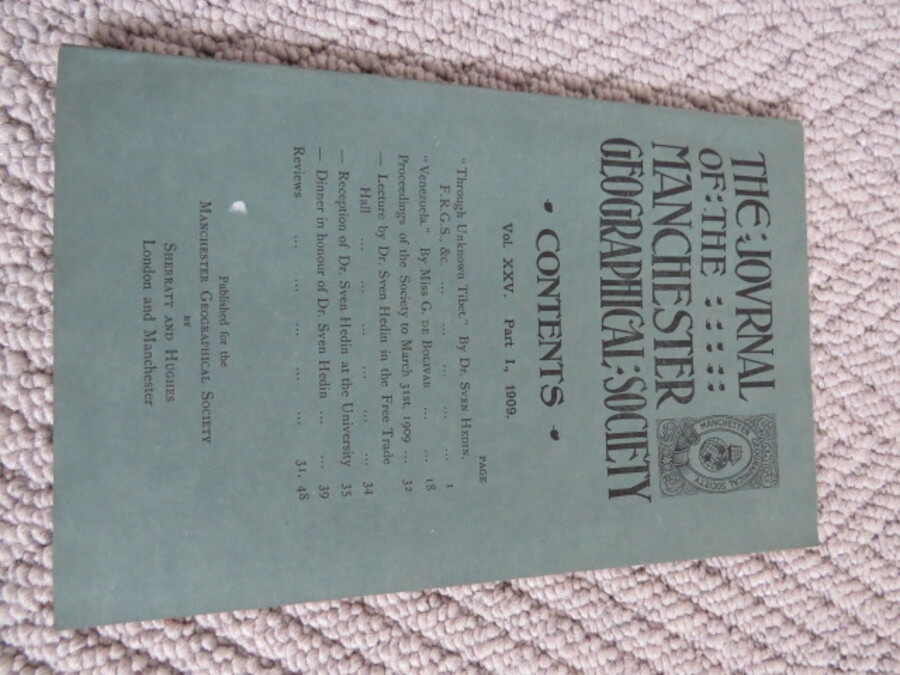 THE : JOVRNAL
OF : THE : : : :
MANCHESTER
GEOGRAPHICAL : SOCIETY
MANCHESTER GEOGRAPHICAL SOCIETY
CONTENTS
Vol. XXV. Part I., 1909.
PAGE
"Through Unknown Tibet." By Dr. Sven Hedin,
F.R.G.S., &c. ... ... ... ... ... 1
"Venezuela." By Miss G. de Bolivar ... ... 18
Proceedings of the Society to March 31st, 1909 ... 32
— Lecture by Dr. Sven Hedin in the Free Trade
Hall ... ... ... ... ... ... 34
— Reception of Dr. Sven Hedin at the University 35
— Dinner in honour of Dr. Sven Hedin ... ... 39
Reviews ... ... ... ... ... 31, 48
Published for the
Manchester Geographical Society
by
Sherratt and Hughes
London and Manchester